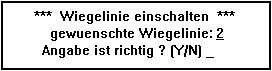 *** Wiegelinie einschalten ***
gewuenschte Wiegelinie: 2
Angabe ist richtig ? (Y/N) _